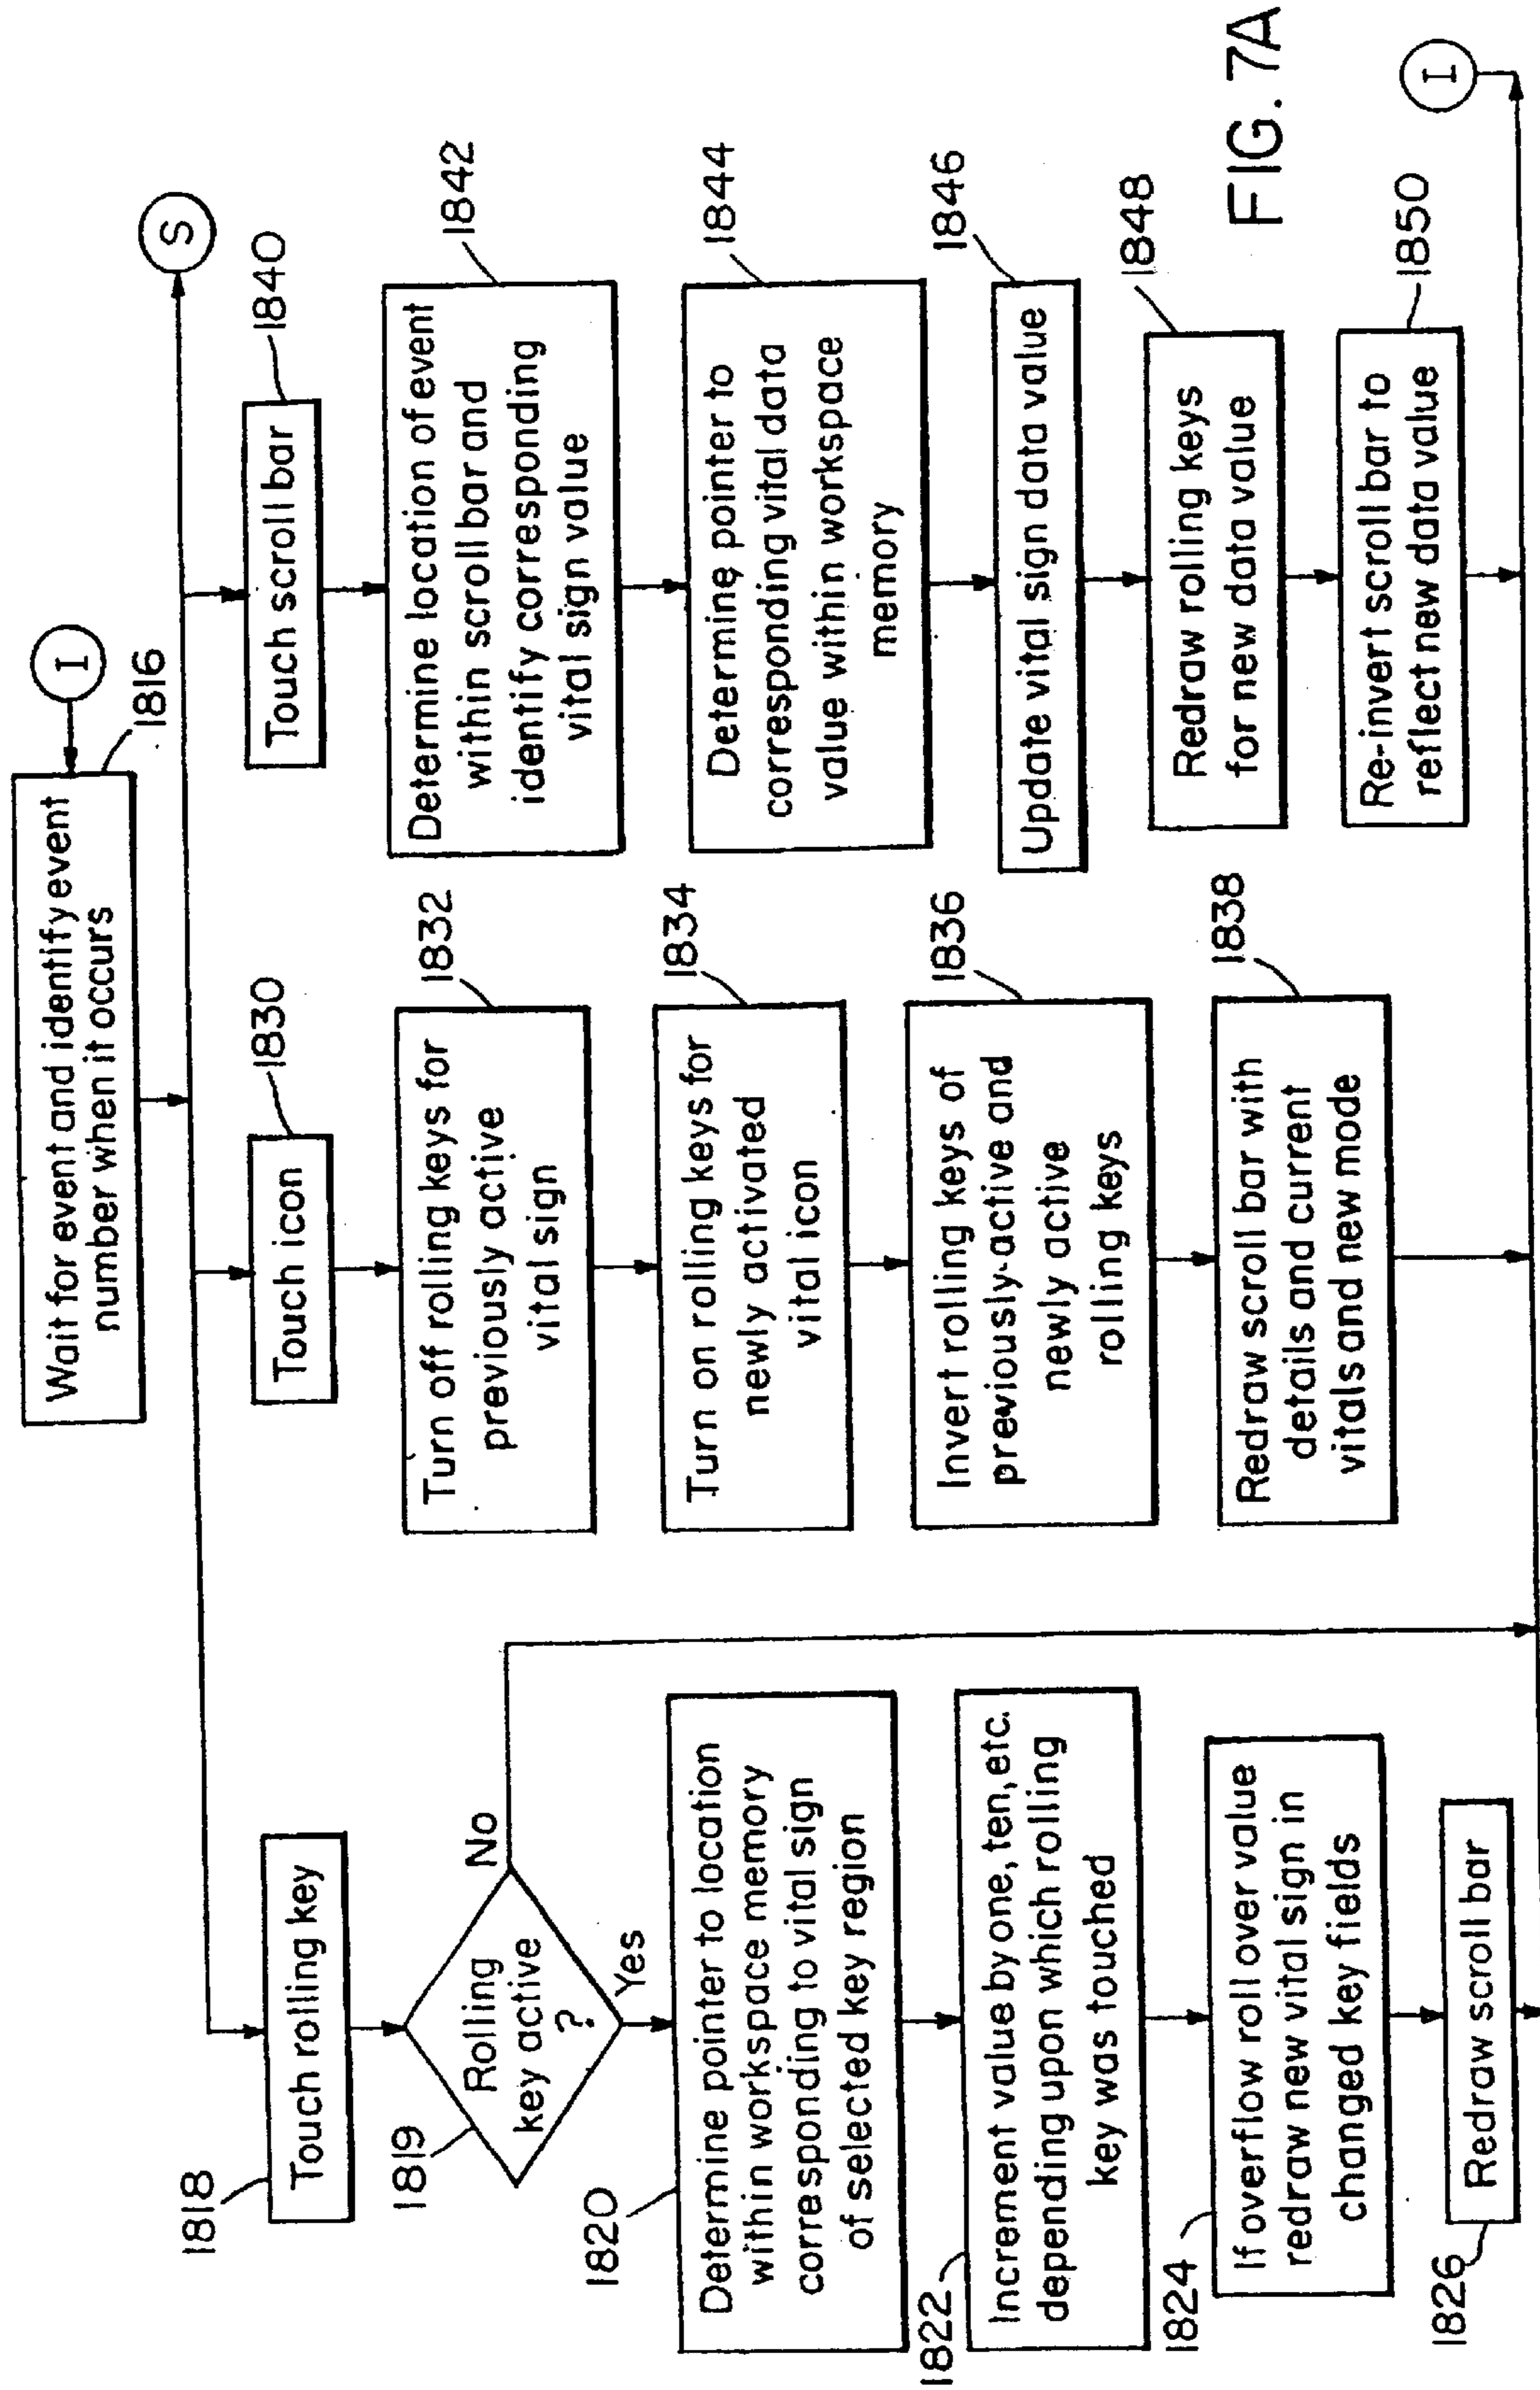 I
Wait for event and identify event
number when it occurs
1816
S
1818
Touch rolling key
1819
Rolling
key active
?
No
Yes
1820
Determine pointer to location
within workspace memory
corresponding to vital sign
of selected key region
1822
Increment value by one, ten, etc.
depending upon which rolling
key was touched
1824
If overflow roll over value
redraw new vital sign in
changed key fields
1826
Redraw scroll bar
1830
Touch icon
1832
Turn off rolling keys for
previously active
vital sign
1834
Turn on rolling keys for
newly activated
vital icon
1836
Invert rolling keys of
previously-active and
newly active
rolling keys
1838
Redraw scroll bar with
details and current
vitals and new mode
1840
Touch scroll bar
1842
Determine location of event
within scroll bar and
identify corresponding
vital sign value
1844
Determine pointer to
corresponding vital data
value within workspace
memory
1846
Update vital sign data value
1848
Redraw rolling keys
for new data value
1850
Re-invert scroll bar to
reflect new data value
I
FIG. 7A